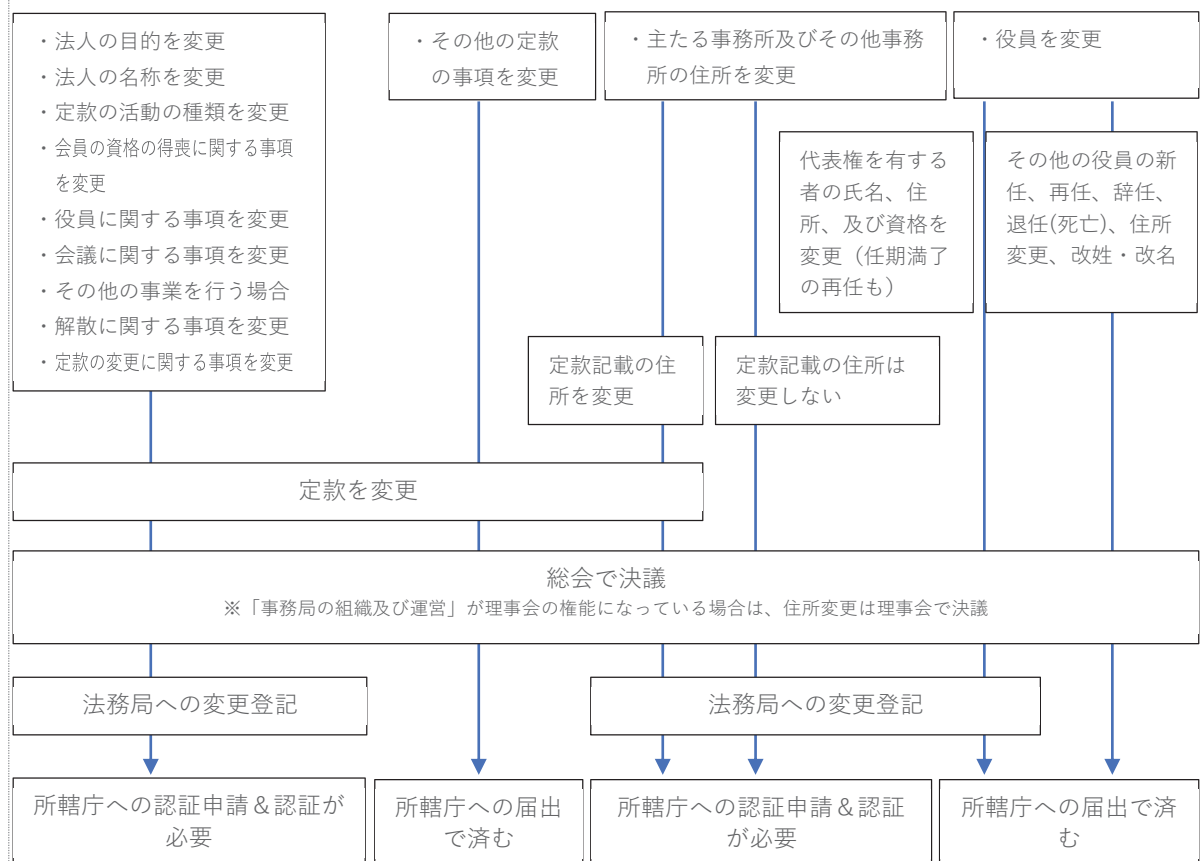 ・法人の目的を変更
・法人の名称を変更
・定款の活動の種類を変更
・会員の資格の得喪に関する事項
を変更
・役員に関する事項を変更
・会議に関する事項を変更
・その他の事業を行う場合
・解散に関する事項を変更
・定款の変更に関する事項を変更
・その他の定款
の事項を変更
・主たる事務所及びその他事務
所の住所を変更
・役員を変更
代表権を有する
者の氏名、住
所、及び資格を
変更（任期満了
の再任も）
その他の役員の新
任、再任、辞任、
退任(死亡)、住所
変更、改姓・改名
定款記載の住
所を変更
定款記載の住所は
変更しない
定款を変更
総会で決議
※「事務局の組織及び運営」が理事会の権能になっている場合は、住所変更は理事会で決議
法務局への変更登記
法務局への変更登記
所轄庁への認証申請＆認証が
必要
所轄庁への届出
で済む
所轄庁への認証申請＆認証
が必要
所轄庁への届出で済
む